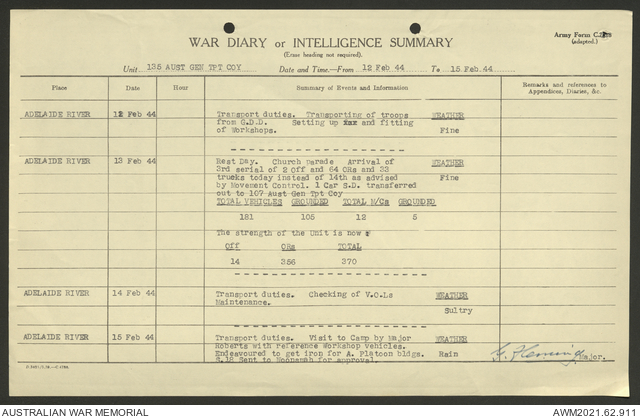 WAR DIARY or INTELLIGENCE SUMMARY
(Erase heading not required).
Army Form C.
(adapted.)
Unit 135 AUST GEN TPT COY Date and Time—From 12 Feb 44 To 15 Feb 44
Place Date Hour Summary of Events and Information Remarks and references to Appendices, Diaries, &c.
ADELAIDE RIVER 12 Feb 44 Transport duties. Transporting of troops WEATHER
from G.D.D. Setting up xxx and fitting Fine
of Workshops.
ADELAIDE RIVER 13 Feb 44 Rest Day. Church parade Arrival of WEATHER
3rd serial of 2 Off and 64 ORs and 33 Fine
trucks today instead of 14th as advised
by Movement Control. 1 Car S.D. transferred
out to 107 Aust Gen Tpt Coy
TOTAL VEHICLES GROUNDED TOTAL M/Cs GROUNDED
181 105 12 5
The strength of the Unit is now
Off ORs TOTAL
14 356 370
ADELAIDE RIVER 14 Feb 44 Transport duties. Checking of V.O.Ls WEATHER
Maintenance. Sultry
ADELAIDE RIVER 15 Feb 44 Transport duties. Visit to Camp by Major WEATHER
Roberts with reference Workshop vehicles. Rain
Endeavoured to get iron for A. Platoon bldgs.
S.18 Sent to Noonamah for approval. Major.
AUSTRALIAN WAR MEMORIAL AWM2021.62.911